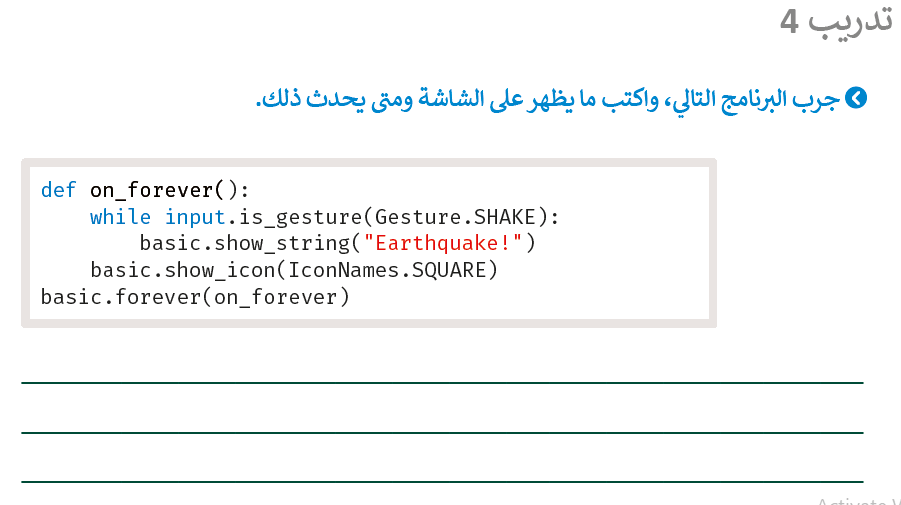 تدريب 4
جرب البرنامج التالي، واكتب ما يظهر على الشاشة ومتى يحدث ذلك.
def on_forever():
    while input.is_gesture(Gesture.SHAKE):
        basic.show_string("Earthquake!")
    basic.show_icon(IconNames.SQUARE)
basic.forever(on_forever)